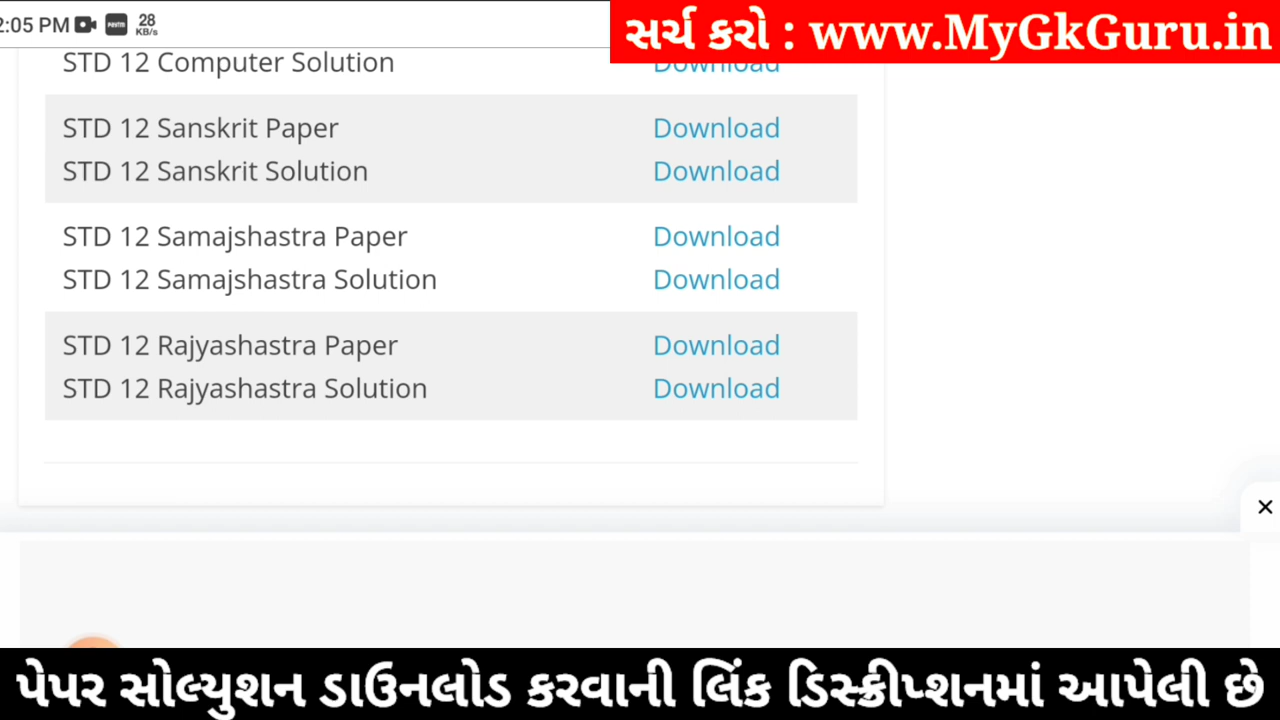 2:05 PM paytm 28 KB/s
સર્ચ કરો : www.MyGkGuru.in
STD 12 Computer Solution Download
STD 12 Sanskrit Paper Download
STD 12 Sanskrit Solution Download
STD 12 Samajshastra Paper Download
STD 12 Samajshastra Solution Download
STD 12 Rajyashastra Paper Download
STD 12 Rajyashastra Solution Download
પેપર સોલ્યુશન ડાઉનલોડ કરવાની લિંક ડિસ્ક્રીપ્શનમાં આપેલી છે